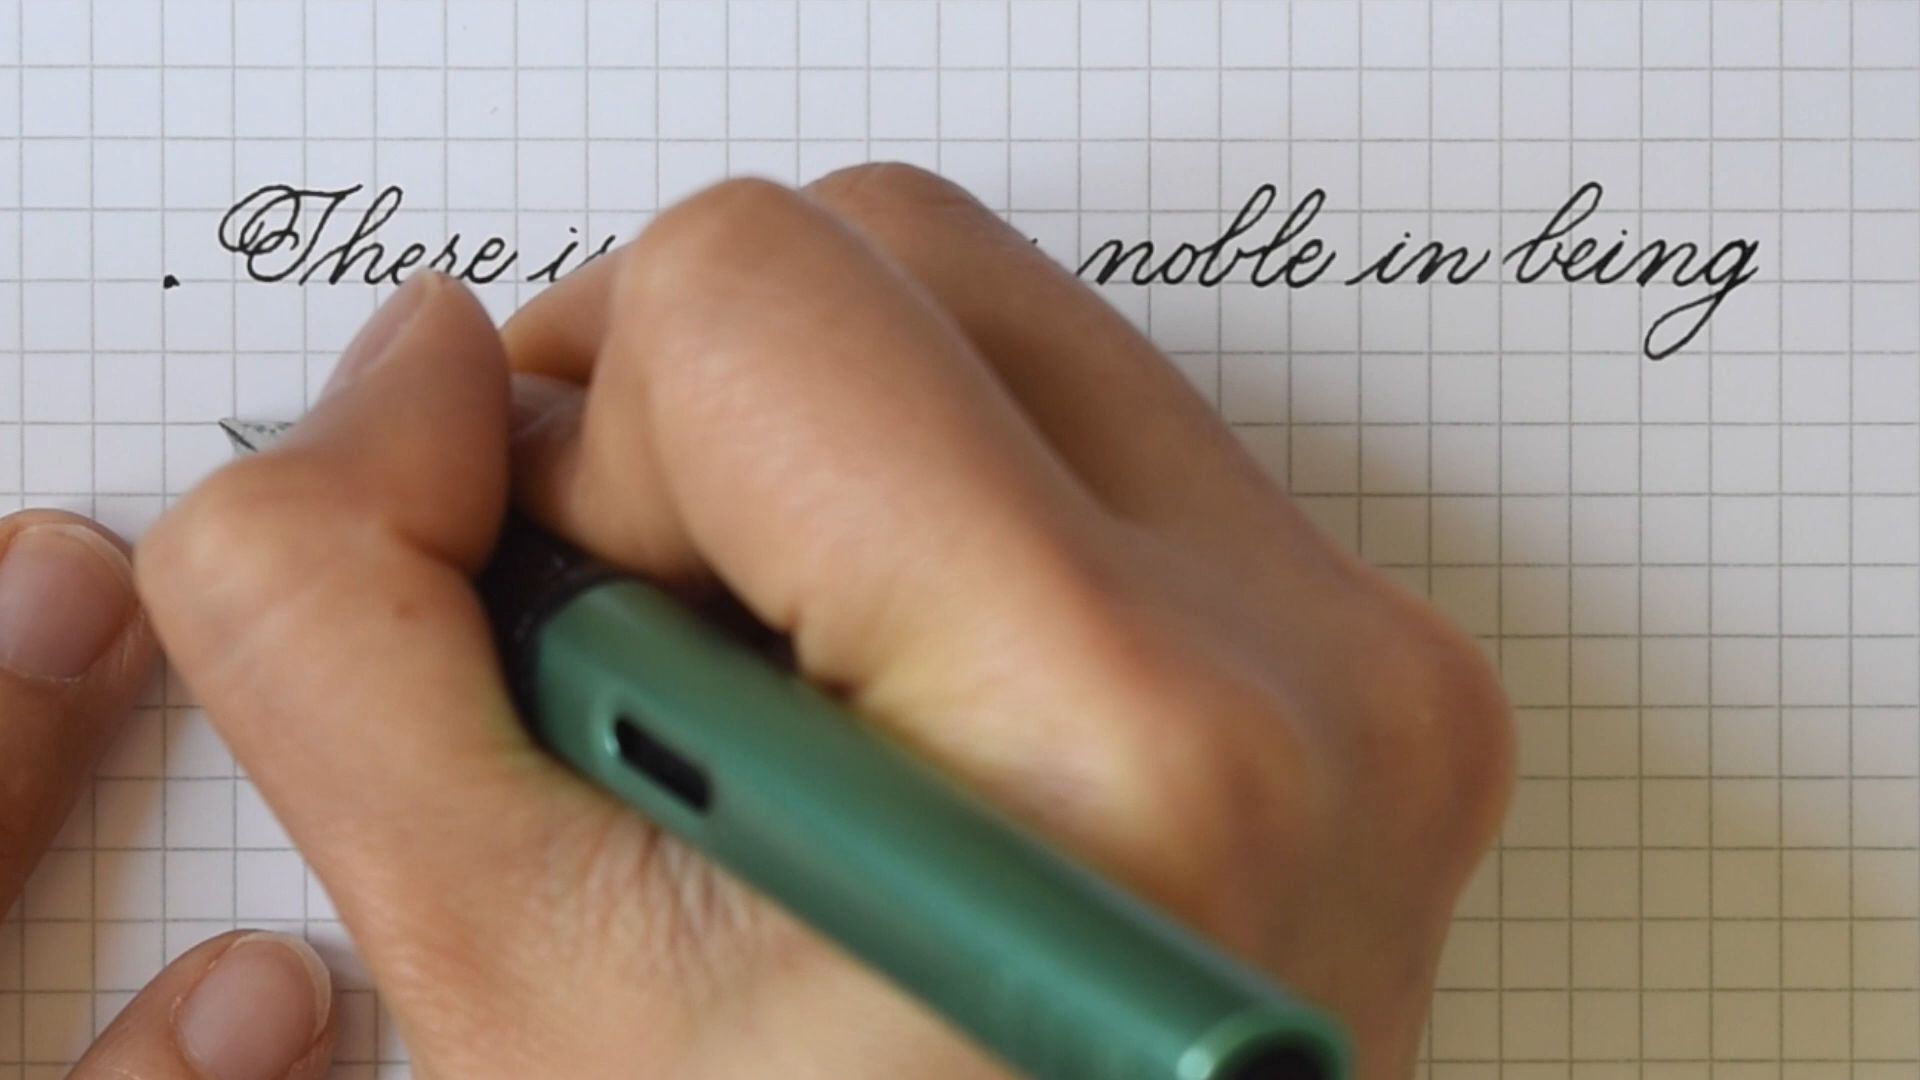 . There is noble in being